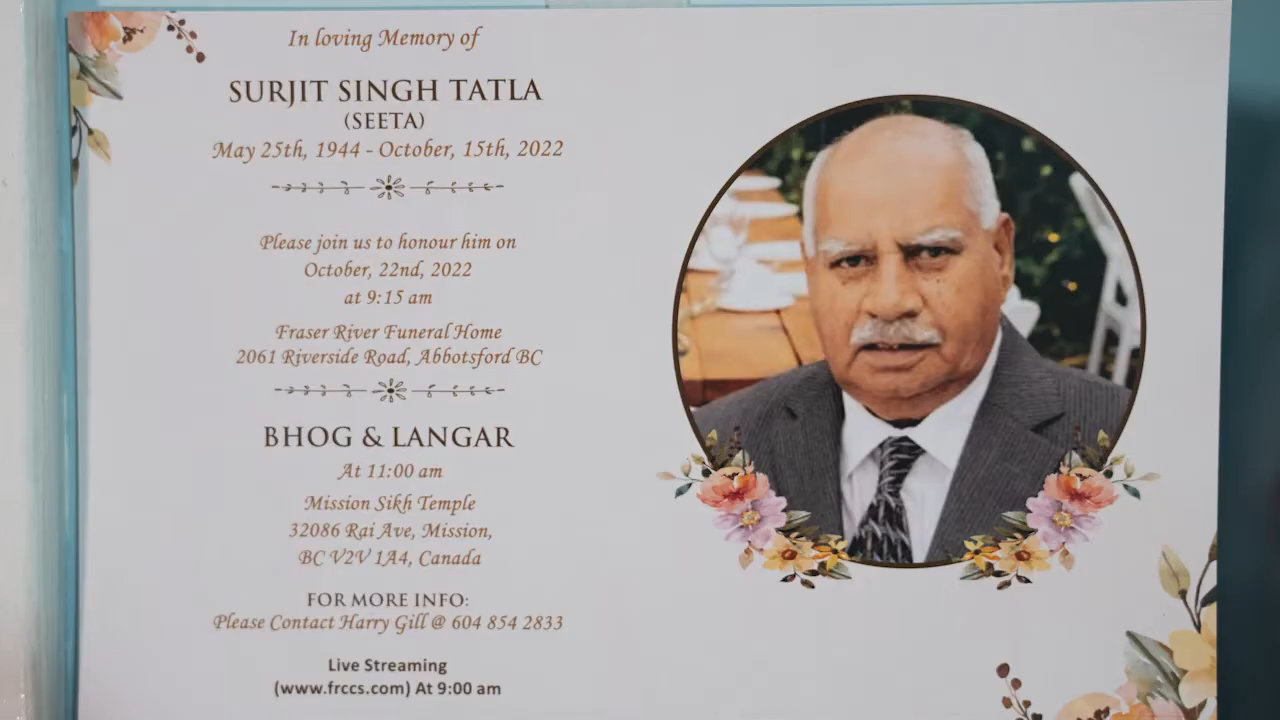 In loving Memory of
SURJIT SINGH TATLA
(SEETA)
May 25th, 1944 - October, 15th, 2022
Please join us to honour him on
October, 22nd, 2022
at 9:15 am
Fraser River Funeral Home
2061 Riverside Road, Abbotsford BC
BHOG & LANGAR
At 11:00 am
Mission Sikh Temple
32086 Rai Ave, Mission,
BC V2V 1A4, Canada
FOR MORE INFO:
Please Contact Harry Gill @ 604 854 2833
Live Streaming
(www.frccs.com) At 9:00 am